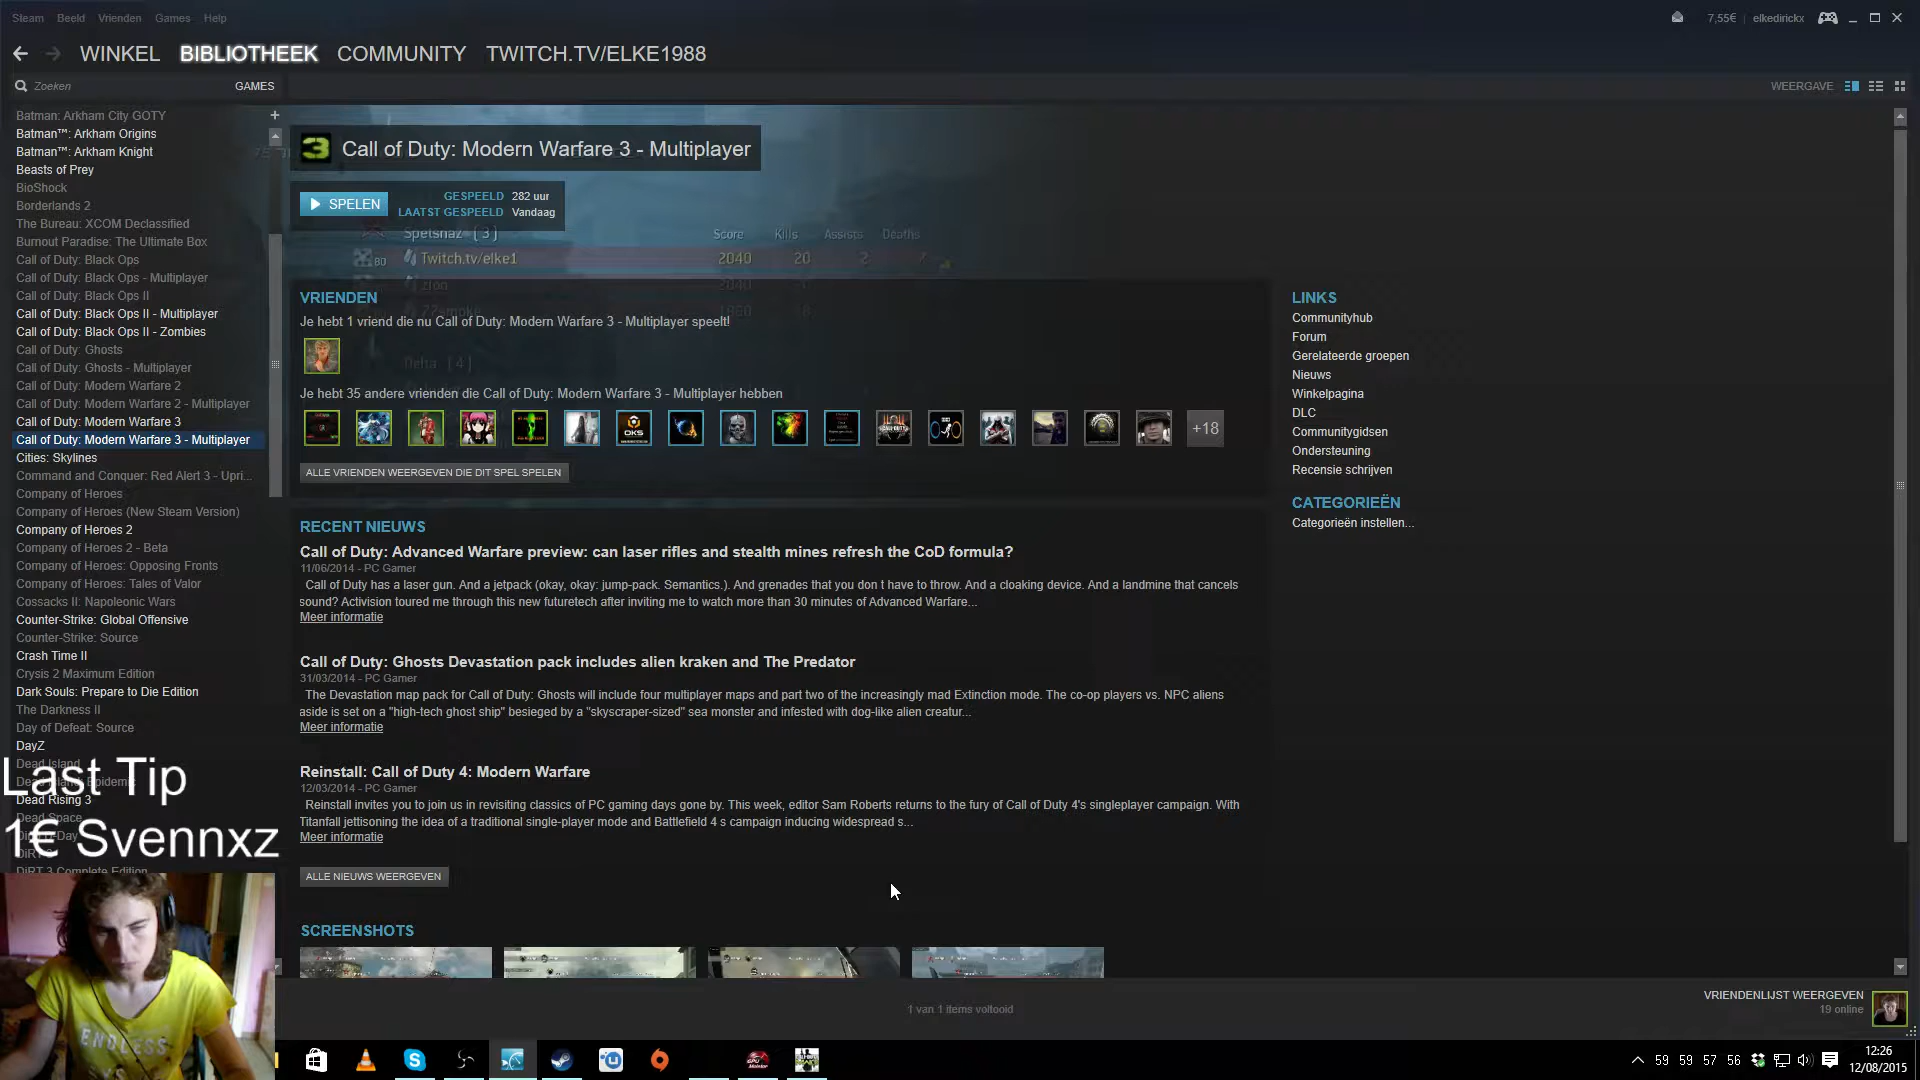 Steam Beeld Vrienden Games Help
7,55€ | elkedirickx
WINKEL BIBLIOTHEEK COMMUNITY TWITCH.TV/ELKE1988
Zoeken GAMES
WEERGAVE
Batman: Arkham City GOTY
Batman™: Arkham Origins
Batman™: Arkham Knight
Beasts of Prey
BioShock
Borderlands 2
The Bureau: XCOM Declassified
Burnout Paradise: The Ultimate Box
Call of Duty: Black Ops
Call of Duty: Black Ops - Multiplayer
Call of Duty: Black Ops II
Call of Duty: Black Ops II - Multiplayer
Call of Duty: Black Ops II - Zombies
Call of Duty: Ghosts
Call of Duty: Ghosts - Multiplayer
Call of Duty: Modern Warfare 2
Call of Duty: Modern Warfare 2 - Multiplayer
Call of Duty: Modern Warfare 3
Call of Duty: Modern Warfare 3 - Multiplayer
Cities: Skylines
Command and Conquer: Red Alert 3 - Upri...
Company of Heroes
Company of Heroes (New Steam Version)
Company of Heroes 2
Company of Heroes 2 - Beta
Company of Heroes: Opposing Fronts
Company of Heroes: Tales of Valor
Cossacks II: Napoleonic Wars
Counter-Strike: Global Offensive
Counter-Strike: Source
Crash Time II
Crysis 2 Maximum Edition
Dark Souls: Prepare to Die Edition
The Darkness II
Day of Defeat: Source
DayZ
Dead Island
Last Tip
Dead Rising 3
Dead Space
1€ Svennxz
DiRT 3 Complete Edition
ENDLESS
3 Call of Duty: Modern Warfare 3 - Multiplayer
SPELEN
GESPEELD 282 uur
LAATST GESPEELD Vandaag
Spetsnaz [ 3 ] Score Kills Assists Deaths
80 Twitch.tv/elke1 2040 20 2
zion
Delta [ 4 ]
VRIENDEN
Je hebt 1 vriend die nu Call of Duty: Modern Warfare 3 - Multiplayer speelt!
Je hebt 35 andere vrienden die Call of Duty: Modern Warfare 3 - Multiplayer hebben
OKS
+18
ALLE VRIENDEN WEERGEVEN DIE DIT SPEL SPELEN
RECENT NIEUWS
Call of Duty: Advanced Warfare preview: can laser rifles and stealth mines refresh the CoD formula?
11/06/2014 - PC Gamer
Call of Duty has a laser gun. And a jetpack (okay, okay: jump-pack. Semantics.). And grenades that you don t have to throw. And a cloaking device. And a landmine that cancels
sound? Activision toured me through this new futuretech after inviting me to watch more than 30 minutes of Advanced Warfare...
Meer informatie
Call of Duty: Ghosts Devastation pack includes alien kraken and The Predator
31/03/2014 - PC Gamer
The Devastation map pack for Call of Duty: Ghosts will include four multiplayer maps and part two of the increasingly mad Extinction mode. The co-op players vs. NPC aliens
aside is set on a "high-tech ghost ship" besieged by a "skyscraper-sized" sea monster and infested with dog-like alien creatur...
Meer informatie
Reinstall: Call of Duty 4: Modern Warfare
12/03/2014 - PC Gamer
Reinstall invites you to join us in revisiting classics of PC gaming days gone by. This week, editor Sam Roberts returns to the fury of Call of Duty 4's singleplayer campaign. With
Titanfall jettisoning the idea of a traditional single-player mode and Battlefield 4 s campaign inducing widespread s...
Meer informatie
ALLE NIEUWS WEERGEVEN
SCREENSHOTS
LINKS
Communityhub
Forum
Gerelateerde groepen
Nieuws
Winkelpagina
DLC
Communitygidsen
Ondersteuning
Recensie schrijven
CATEGORIEËN
Categorieën instellen...
1 van 1 items voltooid
VRIENDENLIJST WEERGEVEN
19 online
59 59 57 56
12:26
12/08/2015